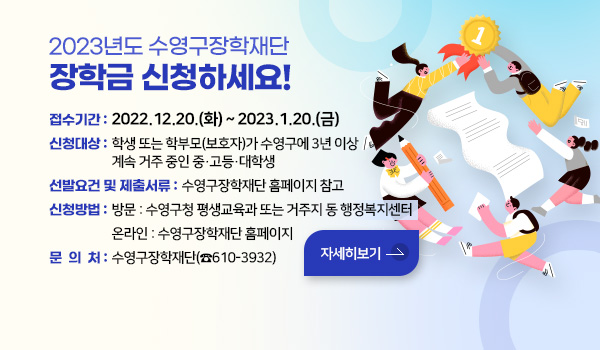 2023년도 수영구장학재단
장학금 신청하세요!
접수기간 : 2022.12.20.(화) ~ 2023.1.20.(금)
신청대상 : 학생 또는 학부모(보호자)가 수영구에 3년 이상
계속 거주 중인 중·고등·대학생
선발요건 및 제출서류 : 수영구장학재단 홈페이지 참고
신청방법 : 방문 : 수영구청 평생교육과 또는 거주지 동 행정복지센터
온라인 : 수영구장학재단 홈페이지
문 의 처 : 수영구장학재단(☎610-3932)
자세히보기
1